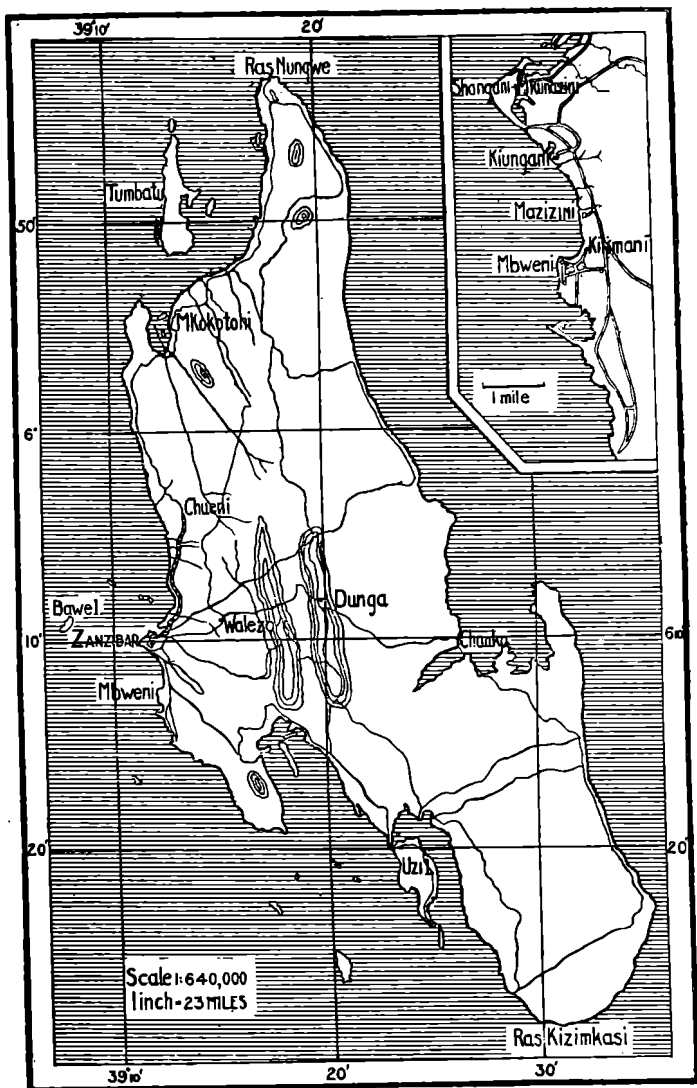 39°10'
20'
Ras Nungwe
Shangani
Mkunazini
Kiungani
Tumbatu
50'
Mazizini
Kilimani
Mbweni
MKokotoni
1 mile
6°
Chueni
Bawe I.
Walezo
Dunga
ZANZIBAR
10'
Chuaka
6°10'
Mbweni
20'
20'
UZI I.
Scale 1:640,000
1 inch = 23 MILES
Ras Kizimkasi
39°10'
20'
30'